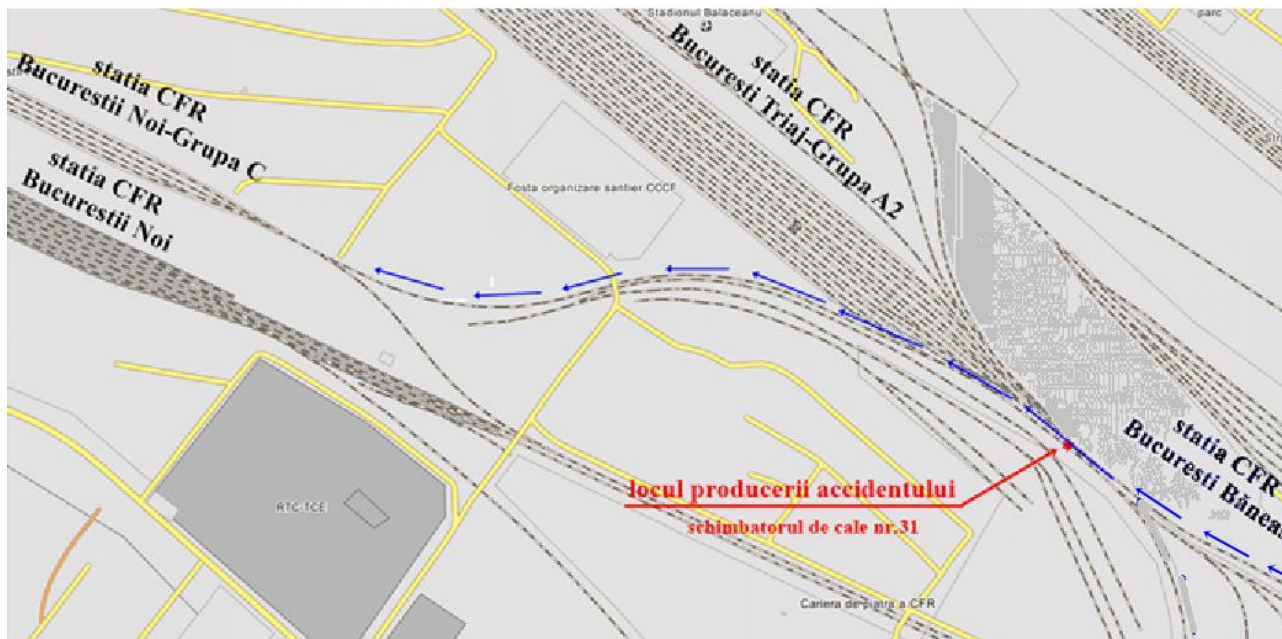 Stadionul Balaceanu
parc
statia CFR
Bucurestii Noi-Grupa C
statia CFR
Bucuresti Triaj-Grupa A2
statia CFR
Bucurestii Noi
Fosta organizare santier CCCF
statia CFR
Bucuresti
locul producerii accidentului
schimbatorul de cale nr.31
RTC-TCE
Cariera de piatra a CFR